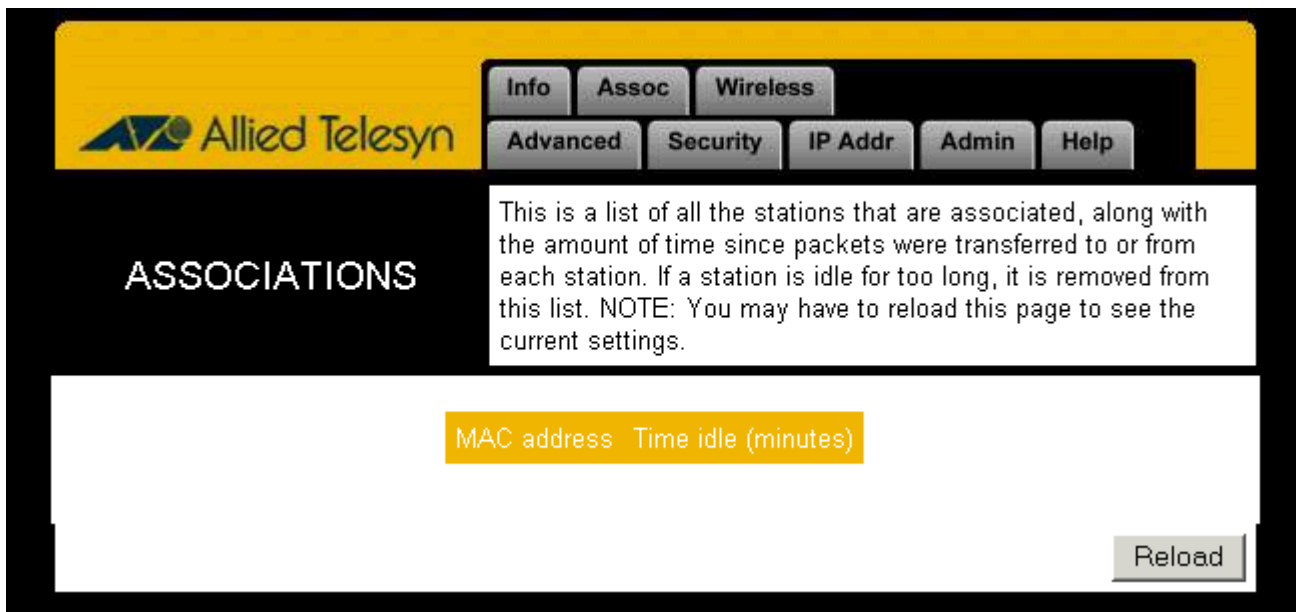 Info Assoc Wireless
Allied Telesyn
Advanced Security IP Addr Admin Help
ASSOCIATIONS
This is a list of all the stations that are associated, along with
the amount of time since packets were transferred to or from
each station. If a station is idle for too long, it is removed from
this list. NOTE: You may have to reload this page to see the
current settings.
MAC address Time idle (minutes)
Reload